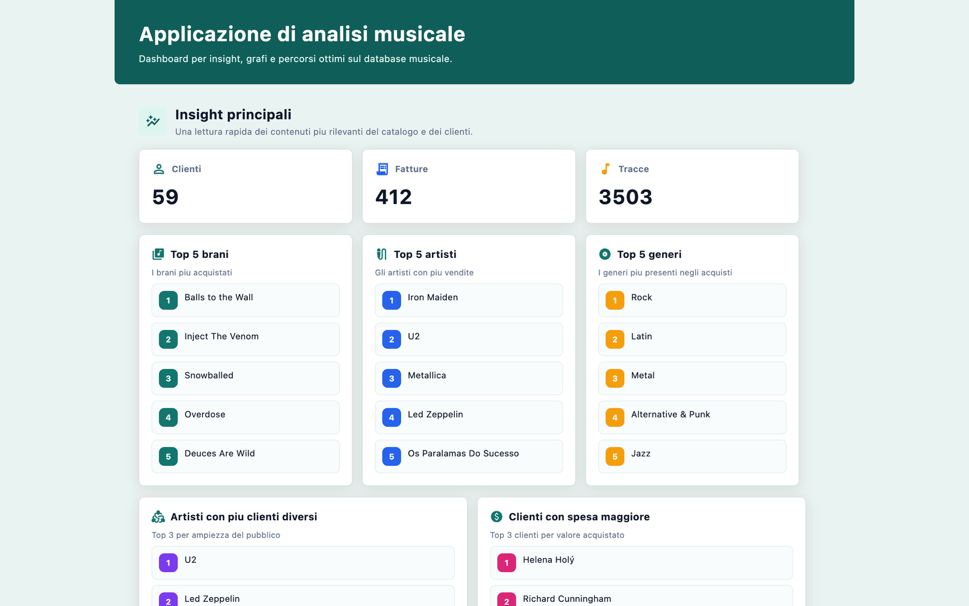 Applicazione di analisi musicale
Dashboard per insight, grafi e percorsi ottimi sul database musicale.
Insight principali
Una lettura rapida dei contenuti piu rilevanti del catalogo e dei clienti.
Clienti
59
Fatture
412
Tracce
3503
Top 5 brani
I brani piu acquistati
1 Balls to the Wall
2 Inject The Venom
3 Snowballed
4 Overdose
5 Deuces Are Wild
Top 5 artisti
Gli artisti con piu vendite
1 Iron Maiden
2 U2
3 Metallica
4 Led Zeppelin
5 Os Paralamas Do Sucesso
Top 5 generi
I generi piu presenti negli acquisti
1 Rock
2 Latin
3 Metal
4 Alternative & Punk
5 Jazz
Artisti con piu clienti diversi
Top 3 per ampiezza del pubblico
1 U2
2 Led Zeppelin
Clienti con spesa maggiore
Top 3 clienti per valore acquistato
1 Helena Holý
2 Richard Cunningham